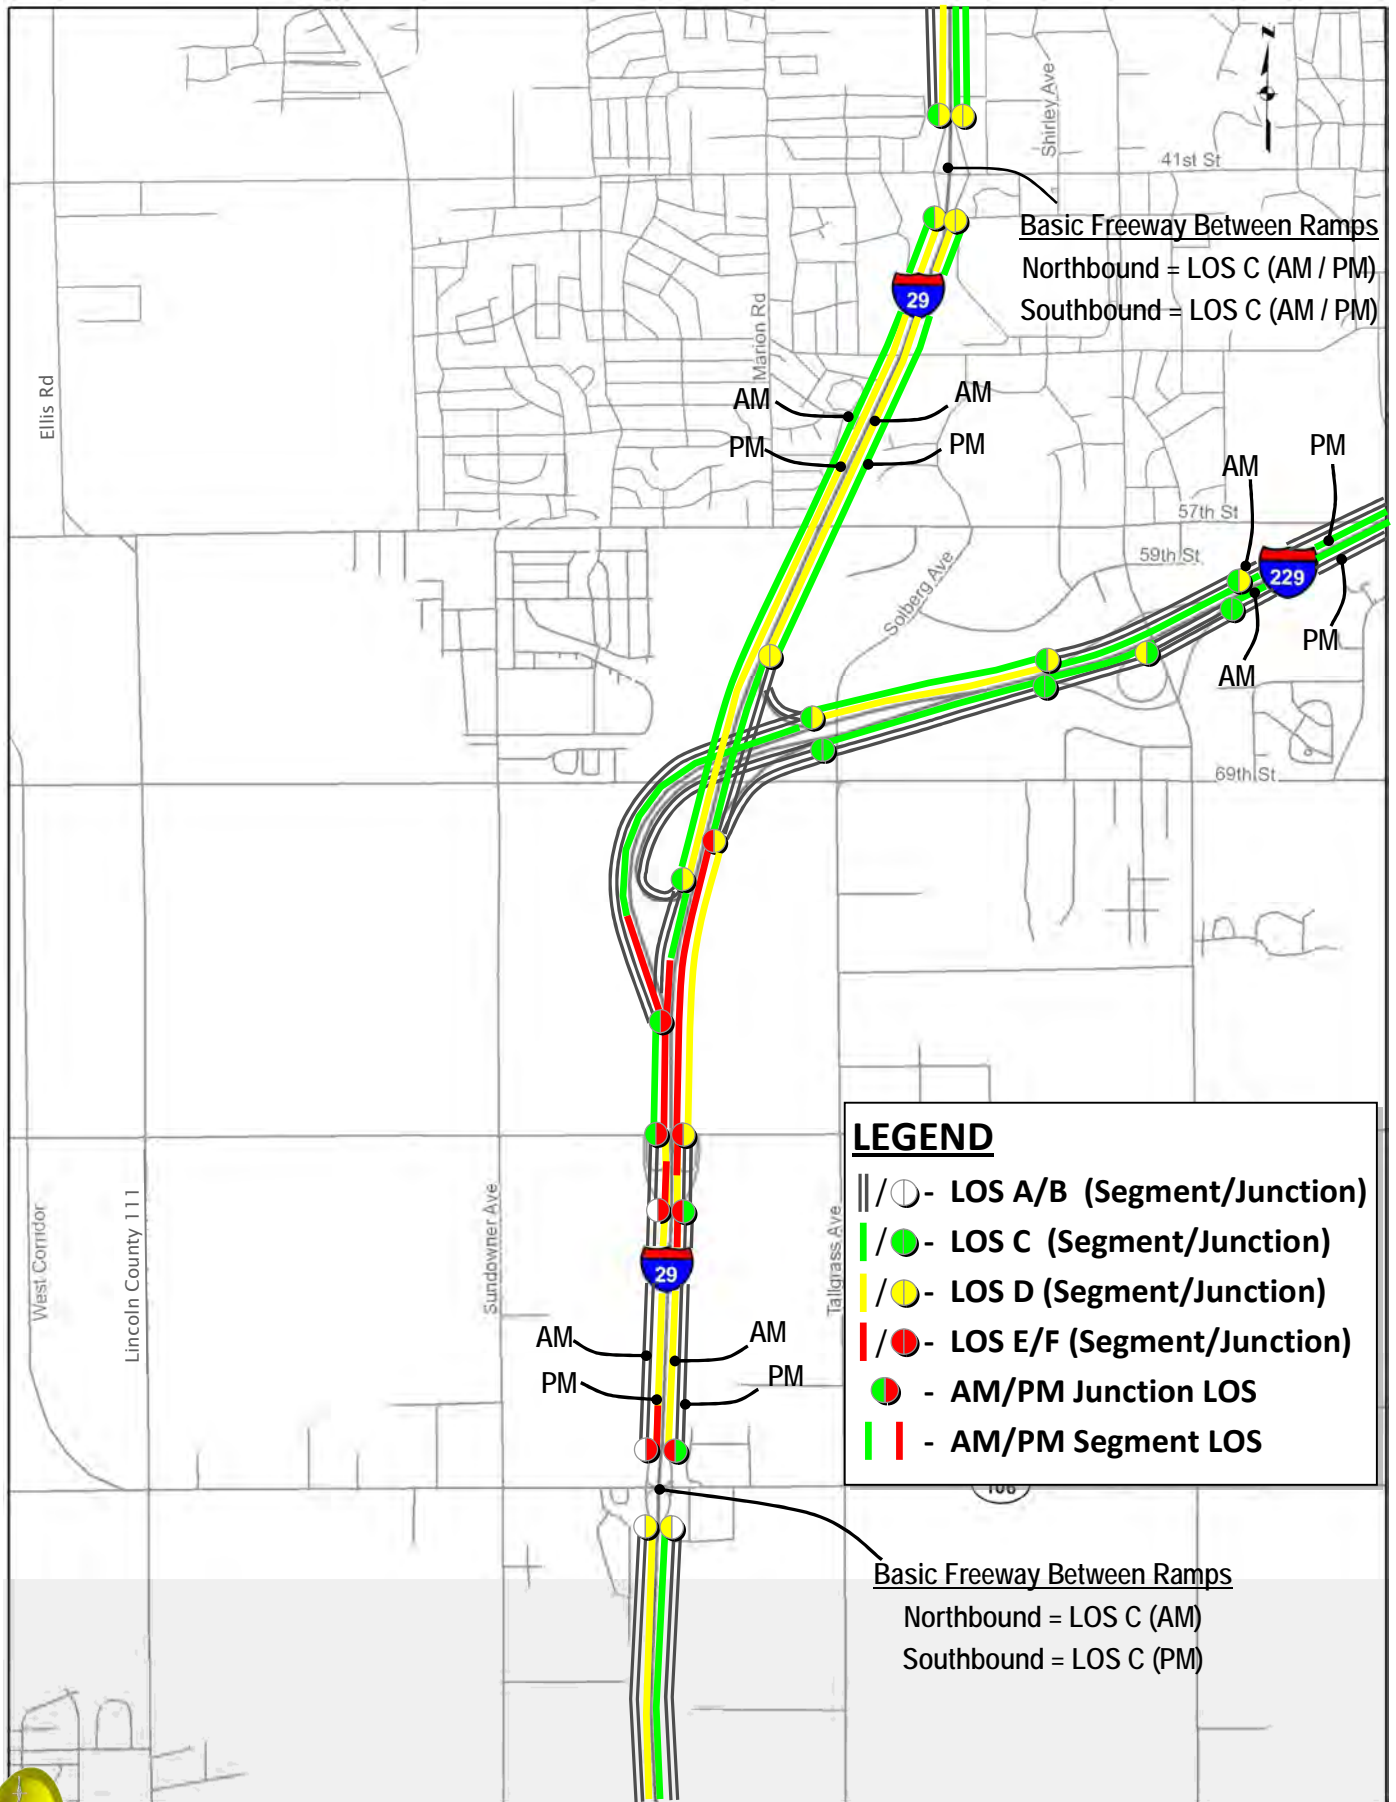 Z
Shirley Ave
41st St
Basic Freeway Between Ramps
Northbound = LOS C (AM / PM)
Southbound = LOS C (AM / PM)
29
Marion Rd
Ellis Rd
AM
AM
PM
PM
PM
AM
57th St
59th St
229
Solberg Ave
PM
AM
69th St
LEGEND
/ - LOS A/B (Segment/Junction)
/ - LOS C (Segment/Junction)
/ - LOS D (Segment/Junction)
/ - LOS E/F (Segment/Junction)
- AM/PM Junction LOS
- AM/PM Segment LOS
West Corridor
Lincoln County 111
Sundowner Ave
Tallgrass Ave
29
AM
AM
PM
PM
106
Basic Freeway Between Ramps
Northbound = LOS C (AM)
Southbound = LOS C (PM)